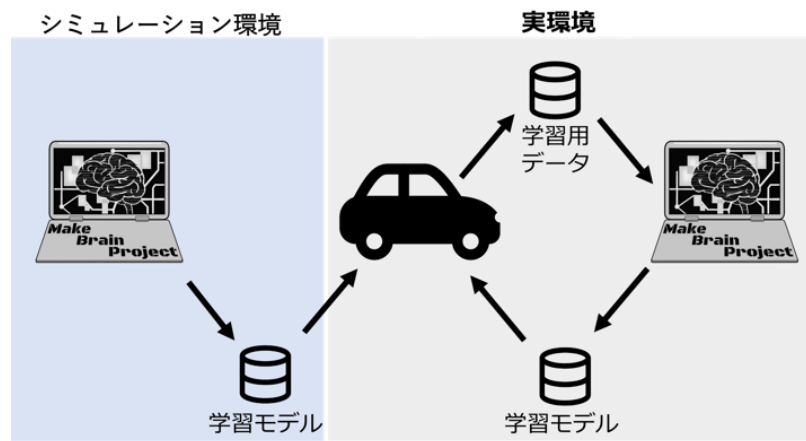 シミュレーション環境
実環境
学習用
データ
Make
Brain
Project
Make
Brain
Project
学習モデル
学習モデル